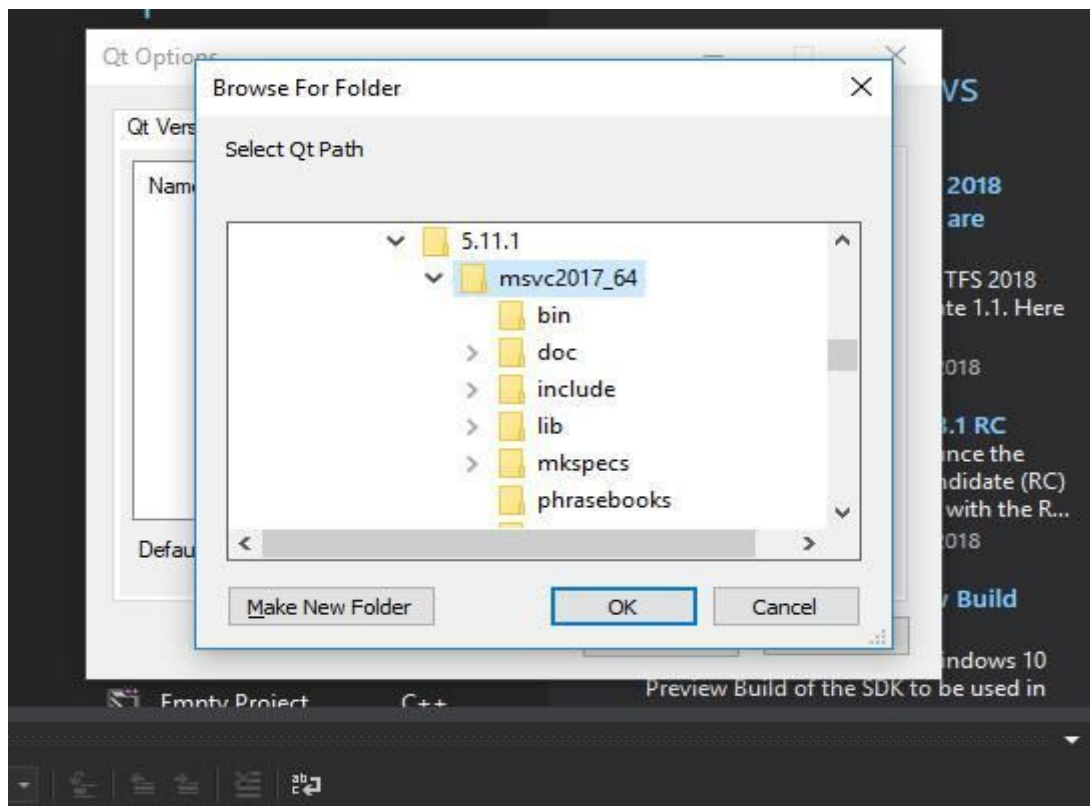 Qt Options
Browse For Folder
Qt Vers
Select Qt Path
Name
5.11.1
msvc2017_64
bin
doc
include
lib
mkspecs
phrasebooks
Defau
Make New Folder
OK
Cancel
WS
2018
are
TFS 2018
te 1.1. Here
018
.1 RC
nce the
ndidate (RC)
with the R...
018
Build
indows 10
Preview Build of the SDK to be used in
Empty Project C++